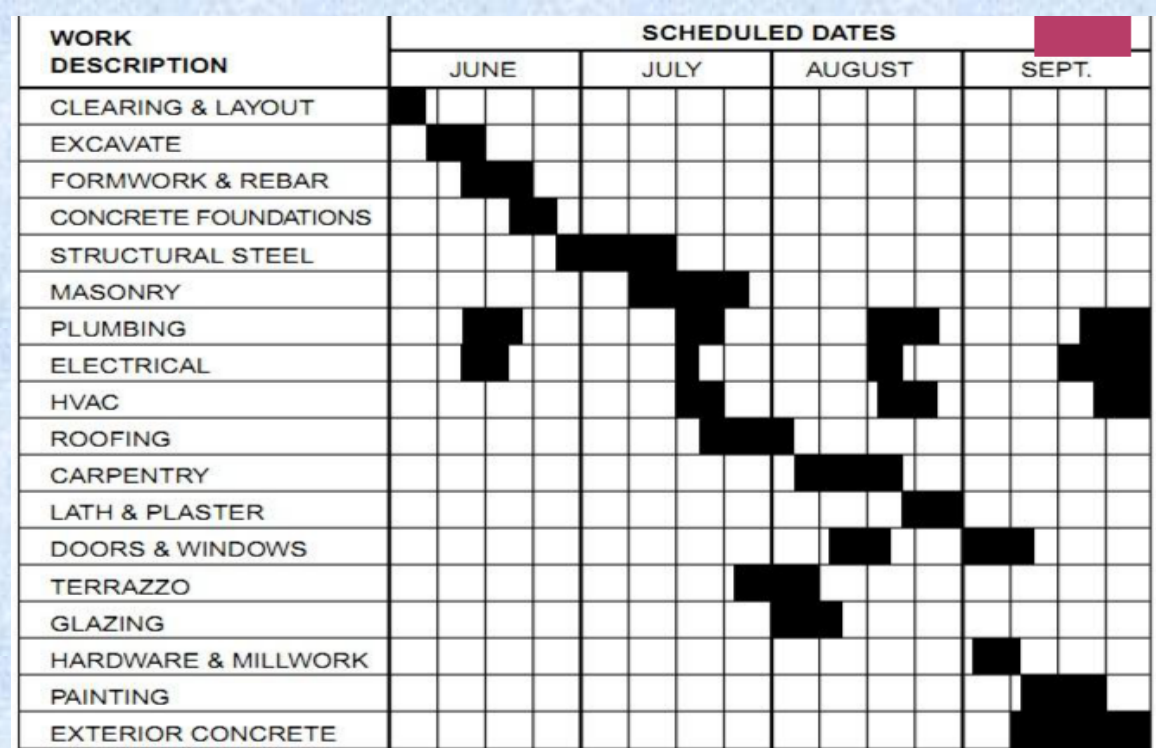 WORK
DESCRIPTION
SCHEDULED DATES
JUNE JULY AUGUST SEPT.
CLEARING & LAYOUT
EXCAVATE
FORMWORK & REBAR
CONCRETE FOUNDATIONS
STRUCTURAL STEEL
MASONRY
PLUMBING
ELECTRICAL
HVAC
ROOFING
CARPENTRY
LATH & PLASTER
DOORS & WINDOWS
TERRAZZO
GLAZING
HARDWARE & MILLWORK
PAINTING
EXTERIOR CONCRETE